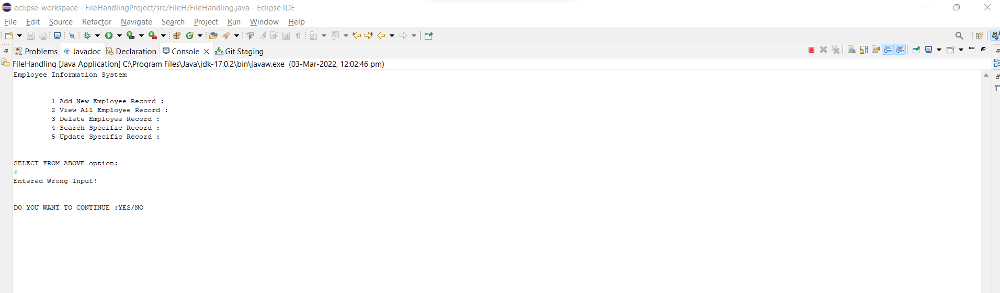 eclipse-workspace - FileHandlingProject/src/FileH/FileHandling.java - Eclipse IDE
File Edit Source Refactor Navigate Search Project Run Window Help
Problems @ Javadoc Declaration Console Git Staging
FileHandling [Java Application] C:\Program Files\Java\jdk-17.0.2\bin\javaw.exe (03-Mar-2022, 12:02:46 pm)
Employee Information System
1 Add New Employee Record :
2 View All Employee Record :
3 Delete Employee Record :
4 Search Specific Record :
5 Update Specific Record :
SELECT FROM ABOVE option:
6
Entered Wrong Input!
DO YOU WANT TO CONTINUE :YES/NO